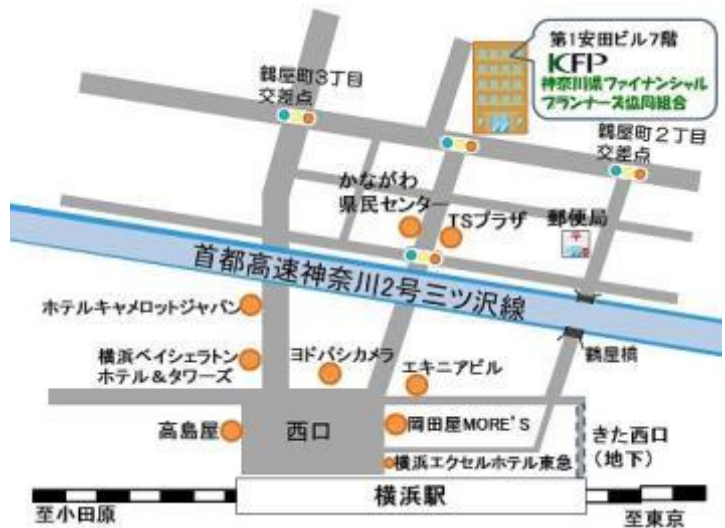 第1安田ビル7階
KFP
神奈川県ファイナンシャル
プランナーズ協同組合
鶴屋町3丁目
交差点
鶴屋町2丁目
交差点
かながわ
県民センター
TSプラザ
郵便局
首都高速神奈川2号三ツ沢線
ホテルキャメロットジャパン
鶴屋橋
横浜ベイシェラトン
ホテル&タワーズ
ヨドバシカメラ
エキニアビル
高島屋
西口
岡田屋MORE'S
きた西口
(地下)
横浜エクセルホテル東急
横浜駅
至小田原
至東京